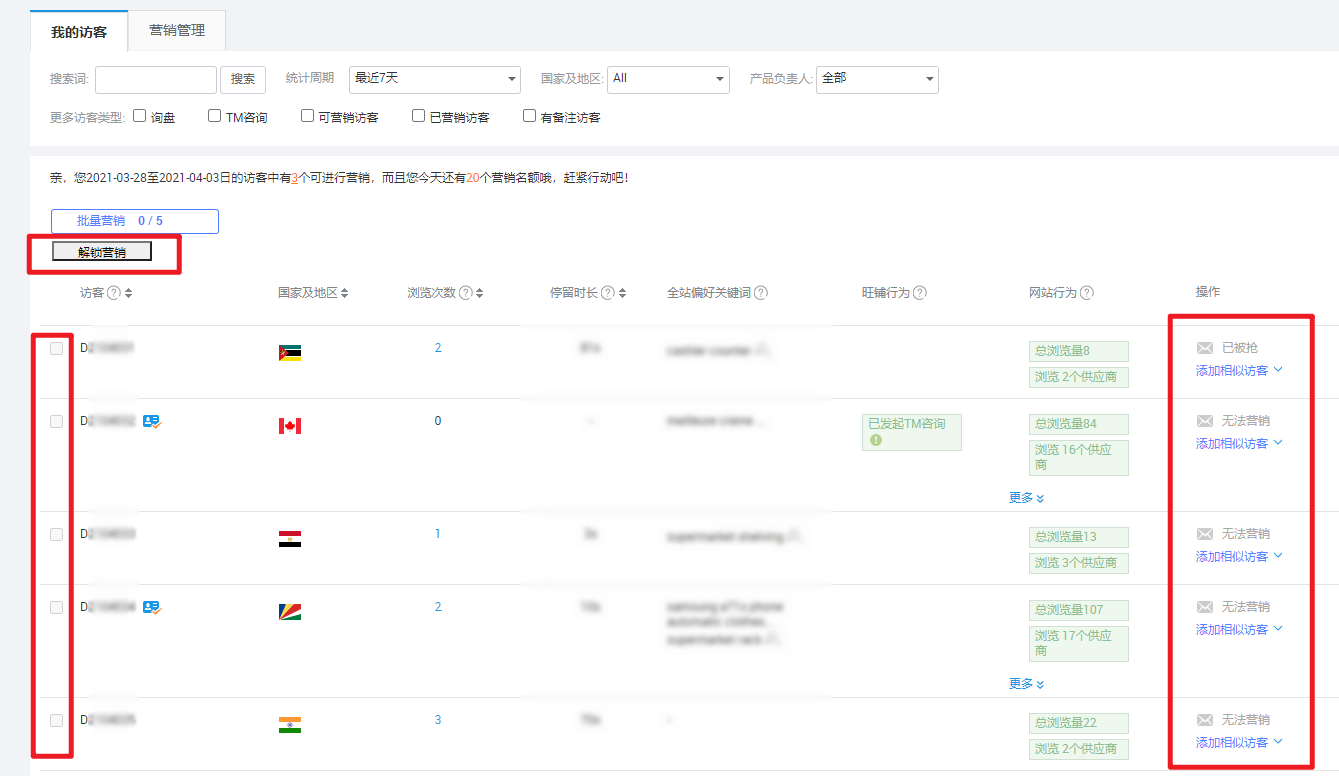 我的访客 营销管理
搜索词: 搜索 统计周期 最近7天 国家及地区: All 产品负责人: 全部
更多访客类型: 询盘 TM咨询 可营销访客 已营销访客 有备注访客
亲，您2021-03-28至2021-04-03日的访客中有3个可进行营销，而且您今天还有20个营销名额哦，赶紧行动吧！
批量营销 0 / 5
解锁营销
访客 ? 国家及地区 浏览次数 ? 停留时长 ? 全站偏好关键词 ? 旺铺行为 ? 网站行为 ? 操作
2 总浏览量8 已被抢
浏览 2个供应商 添加相似访客
0 已发起TM咨询 总浏览量84 无法营销
! 浏览 16个供应 添加相似访客
商
更多
1 总浏览量13 无法营销
浏览 3个供应商 添加相似访客
2 总浏览量107 无法营销
浏览 17个供应 添加相似访客
商
更多
3 总浏览量22 无法营销
浏览 2个供应商 添加相似访客